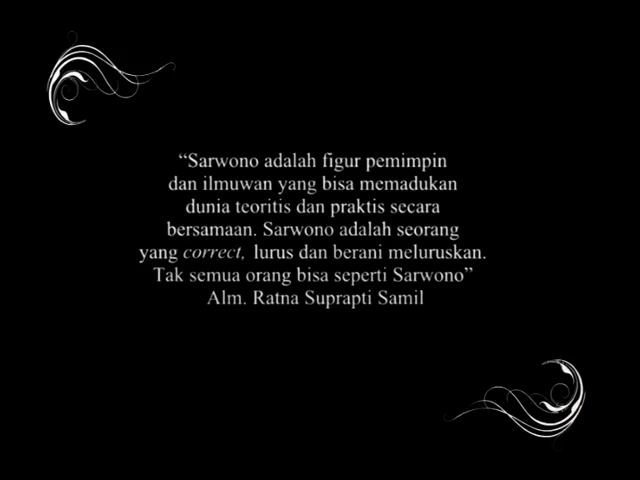 “Sarwono adalah figur pemimpin
dan ilmuwan yang bisa memadukan
dunia teoritis dan praktis secara
bersamaan. Sarwono adalah seorang
yang correct, lurus dan berani meluruskan.
Tak semua orang bisa seperti Sarwono”
Alm. Ratna Suprapti Samil